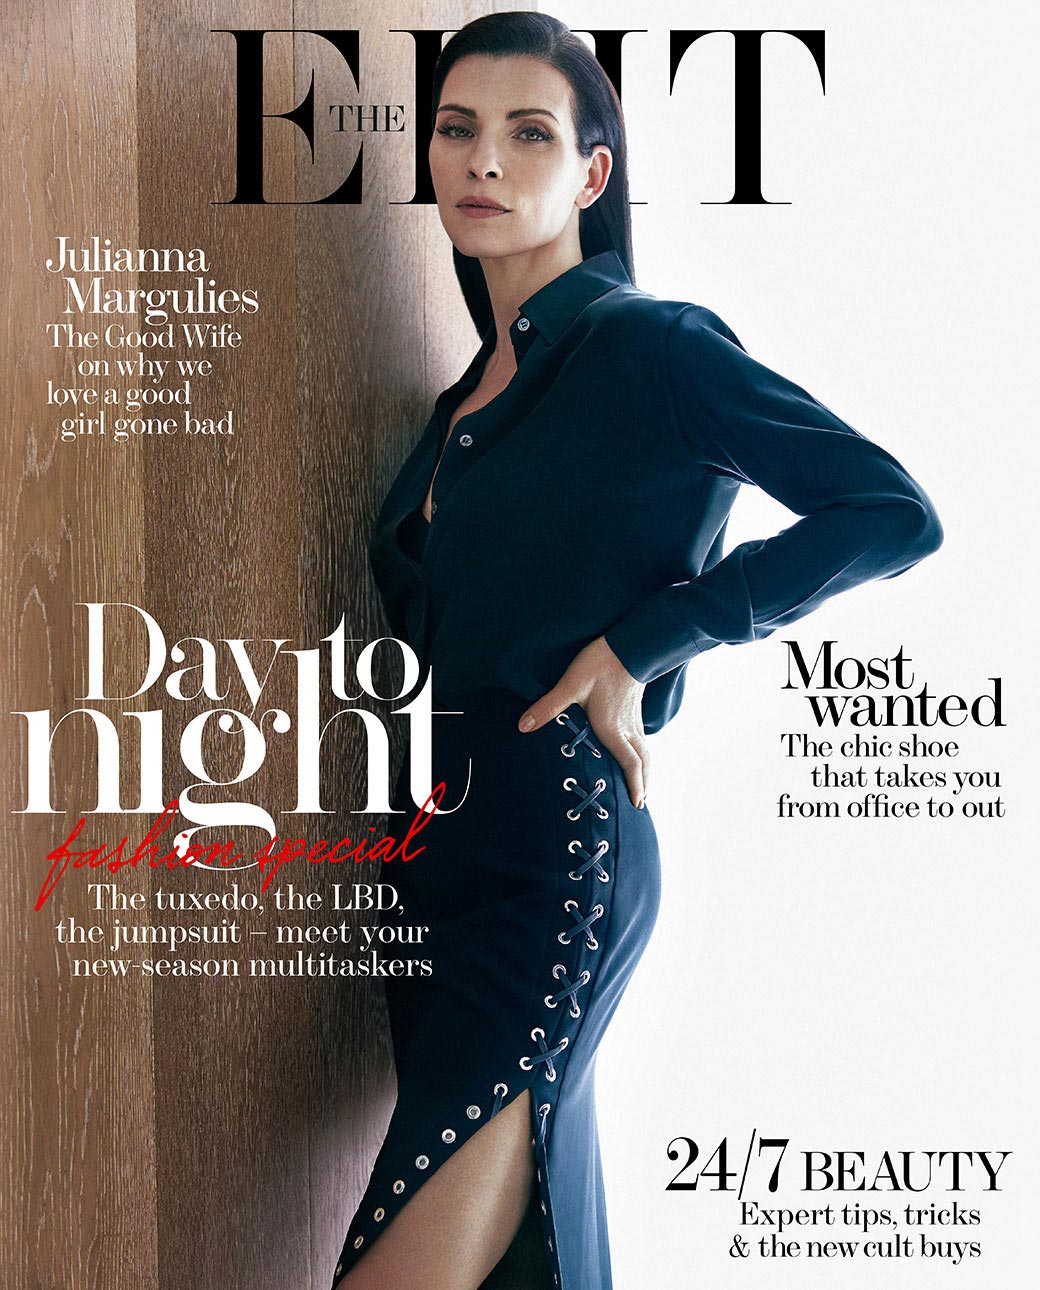 THE EDIT
Julianna
Margulies
The Good Wife
on why we
love a good
girl gone bad
Day to
night
fashion special
The tuxedo, the LBD,
the jumpsuit – meet your
new-season multitaskers
Most
wanted
The chic shoe
that takes you
from office to out
24/7 BEAUTY
Expert tips, tricks
& the new cult buys